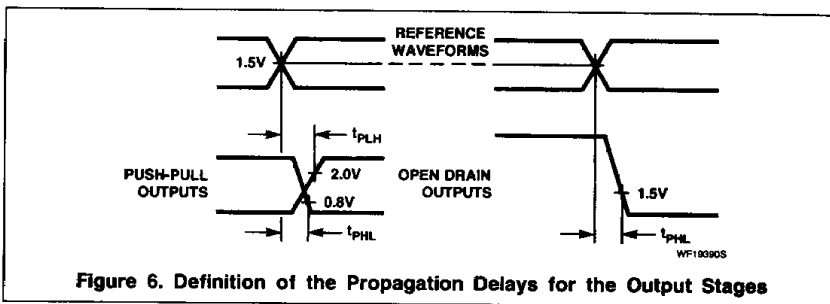 REFERENCE
WAVEFORMS
1.5V
tPLH
PUSH-PULL
OUTPUTS
2.0V
0.8V
tPHL
OPEN DRAIN
OUTPUTS
1.5V
tPHL
WF19390S
Figure 6. Definition of the Propagation Delays for the Output Stages